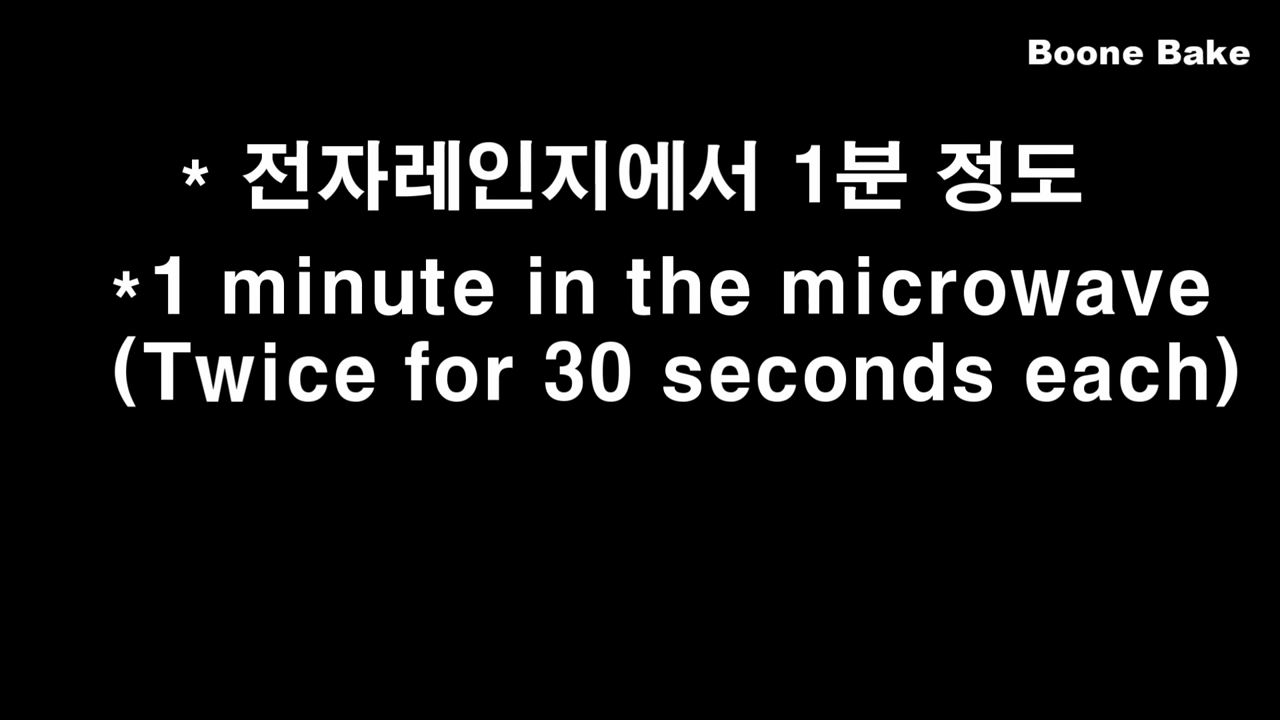 Boone Bake
* 전자레인지에서 1분 정도
*1 minute in the microwave
(Twice for 30 seconds each)